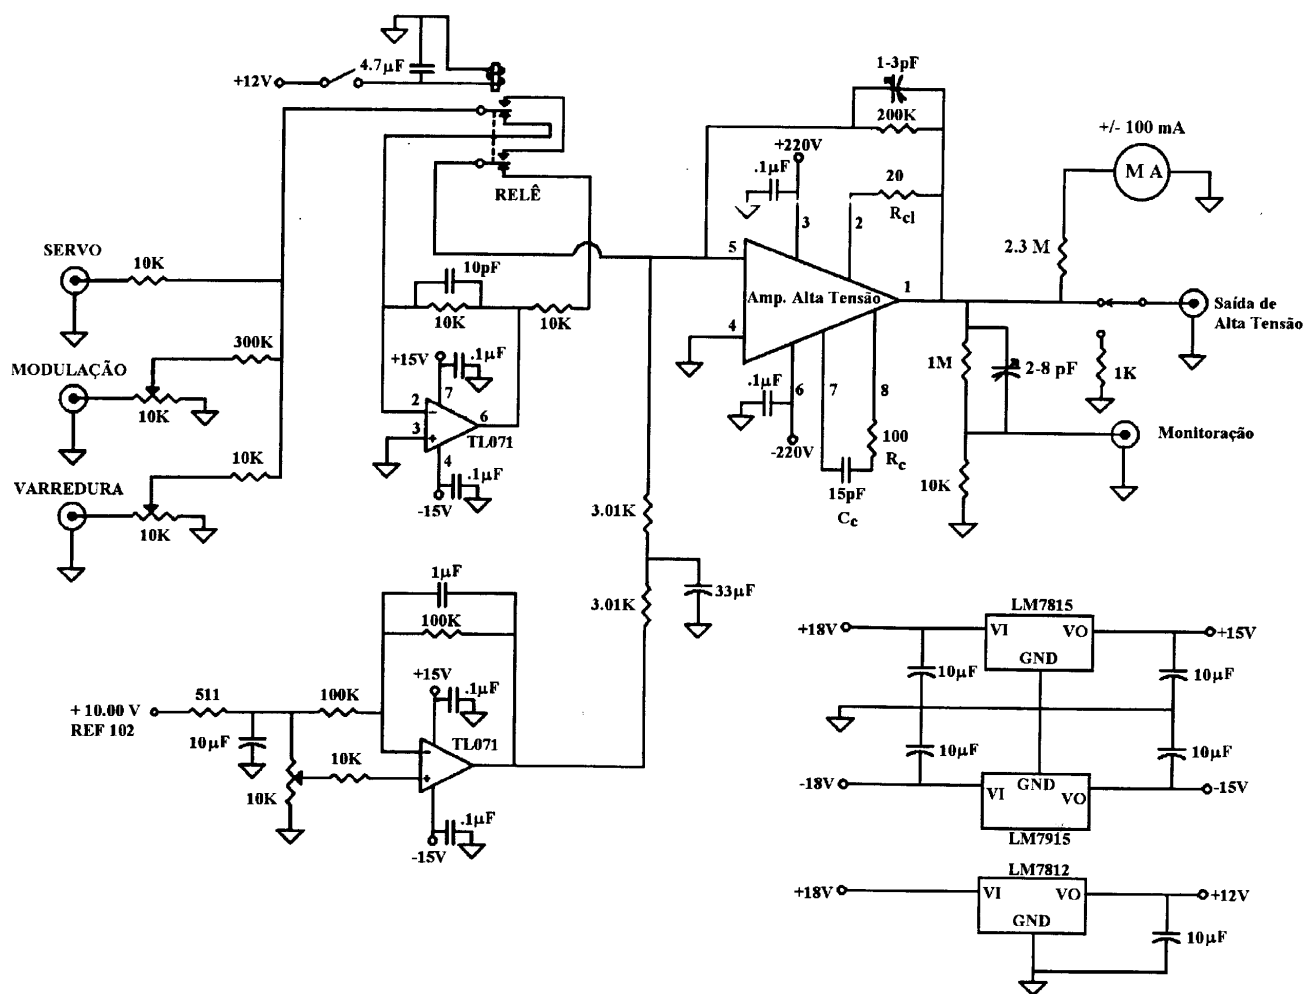 4.7µF
+12V
RELÊ
1-3pF
200K
+220V
.1µF
3
20
Rcl
2
+/- 100 mA
M A
2.3 M
5
Amp. Alta Tensão
1
4
.1µF
6
-220V
7
8
100
Rc
15pF
Cc
1M
2-8 pF
1K
10K
Saída de
Alta Tensão
Monitoração
SERVO
10K
300K
MODULAÇÃO
10K
10K
VARREDURA
10K
10pF
10K
10K
+15V
.1µF
7
2
6
3
TL071
4
.1µF
-15V
3.01K
3.01K
33µF
1µF
100K
+15V
.1µF
511
100K
+ 10.00 V
REF 102
10µF
TL071
10K
10K
.1µF
-15V
LM7815
+18V
VI
VO
+15V
GND
10µF
10µF
10µF
10µF
-18V
GND
VI
VO
-15V
LM7915
LM7812
+18V
VI
VO
+12V
GND
10µF